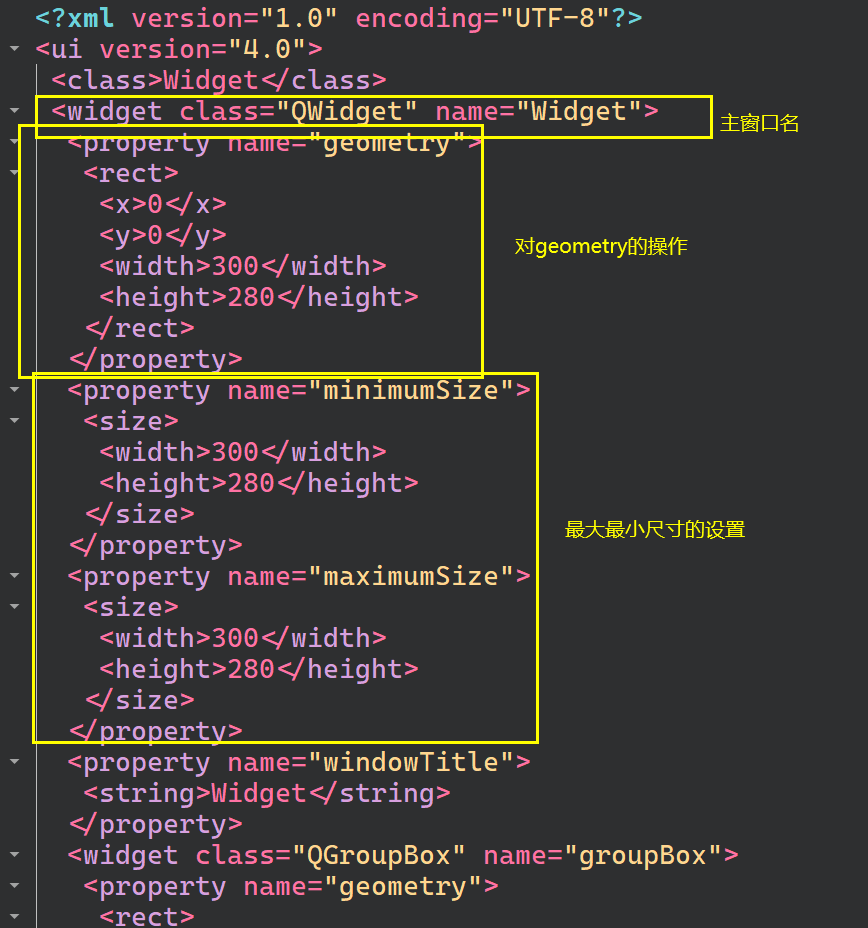 <?xml version="1.0" encoding="UTF-8"?>
<ui version="4.0">
<class>Widget</class>
<widget class="QWidget" name="Widget">
主窗口名
<property name="geometry">
<rect>
<x>0</x>
<y>0</y>
对geometry的操作
<width>300</width>
<height>280</height>
</rect>
</property>
<property name="minimumSize">
<size>
<width>300</width>
<height>280</height>
</size>
最大最小尺寸的设置
</property>
<property name="maximumSize">
<size>
<width>300</width>
<height>280</height>
</size>
</property>
<property name="windowTitle">
<string>Widget</string>
</property>
<widget class="QGroupBox" name="groupBox">
<property name="geometry">
<rect>